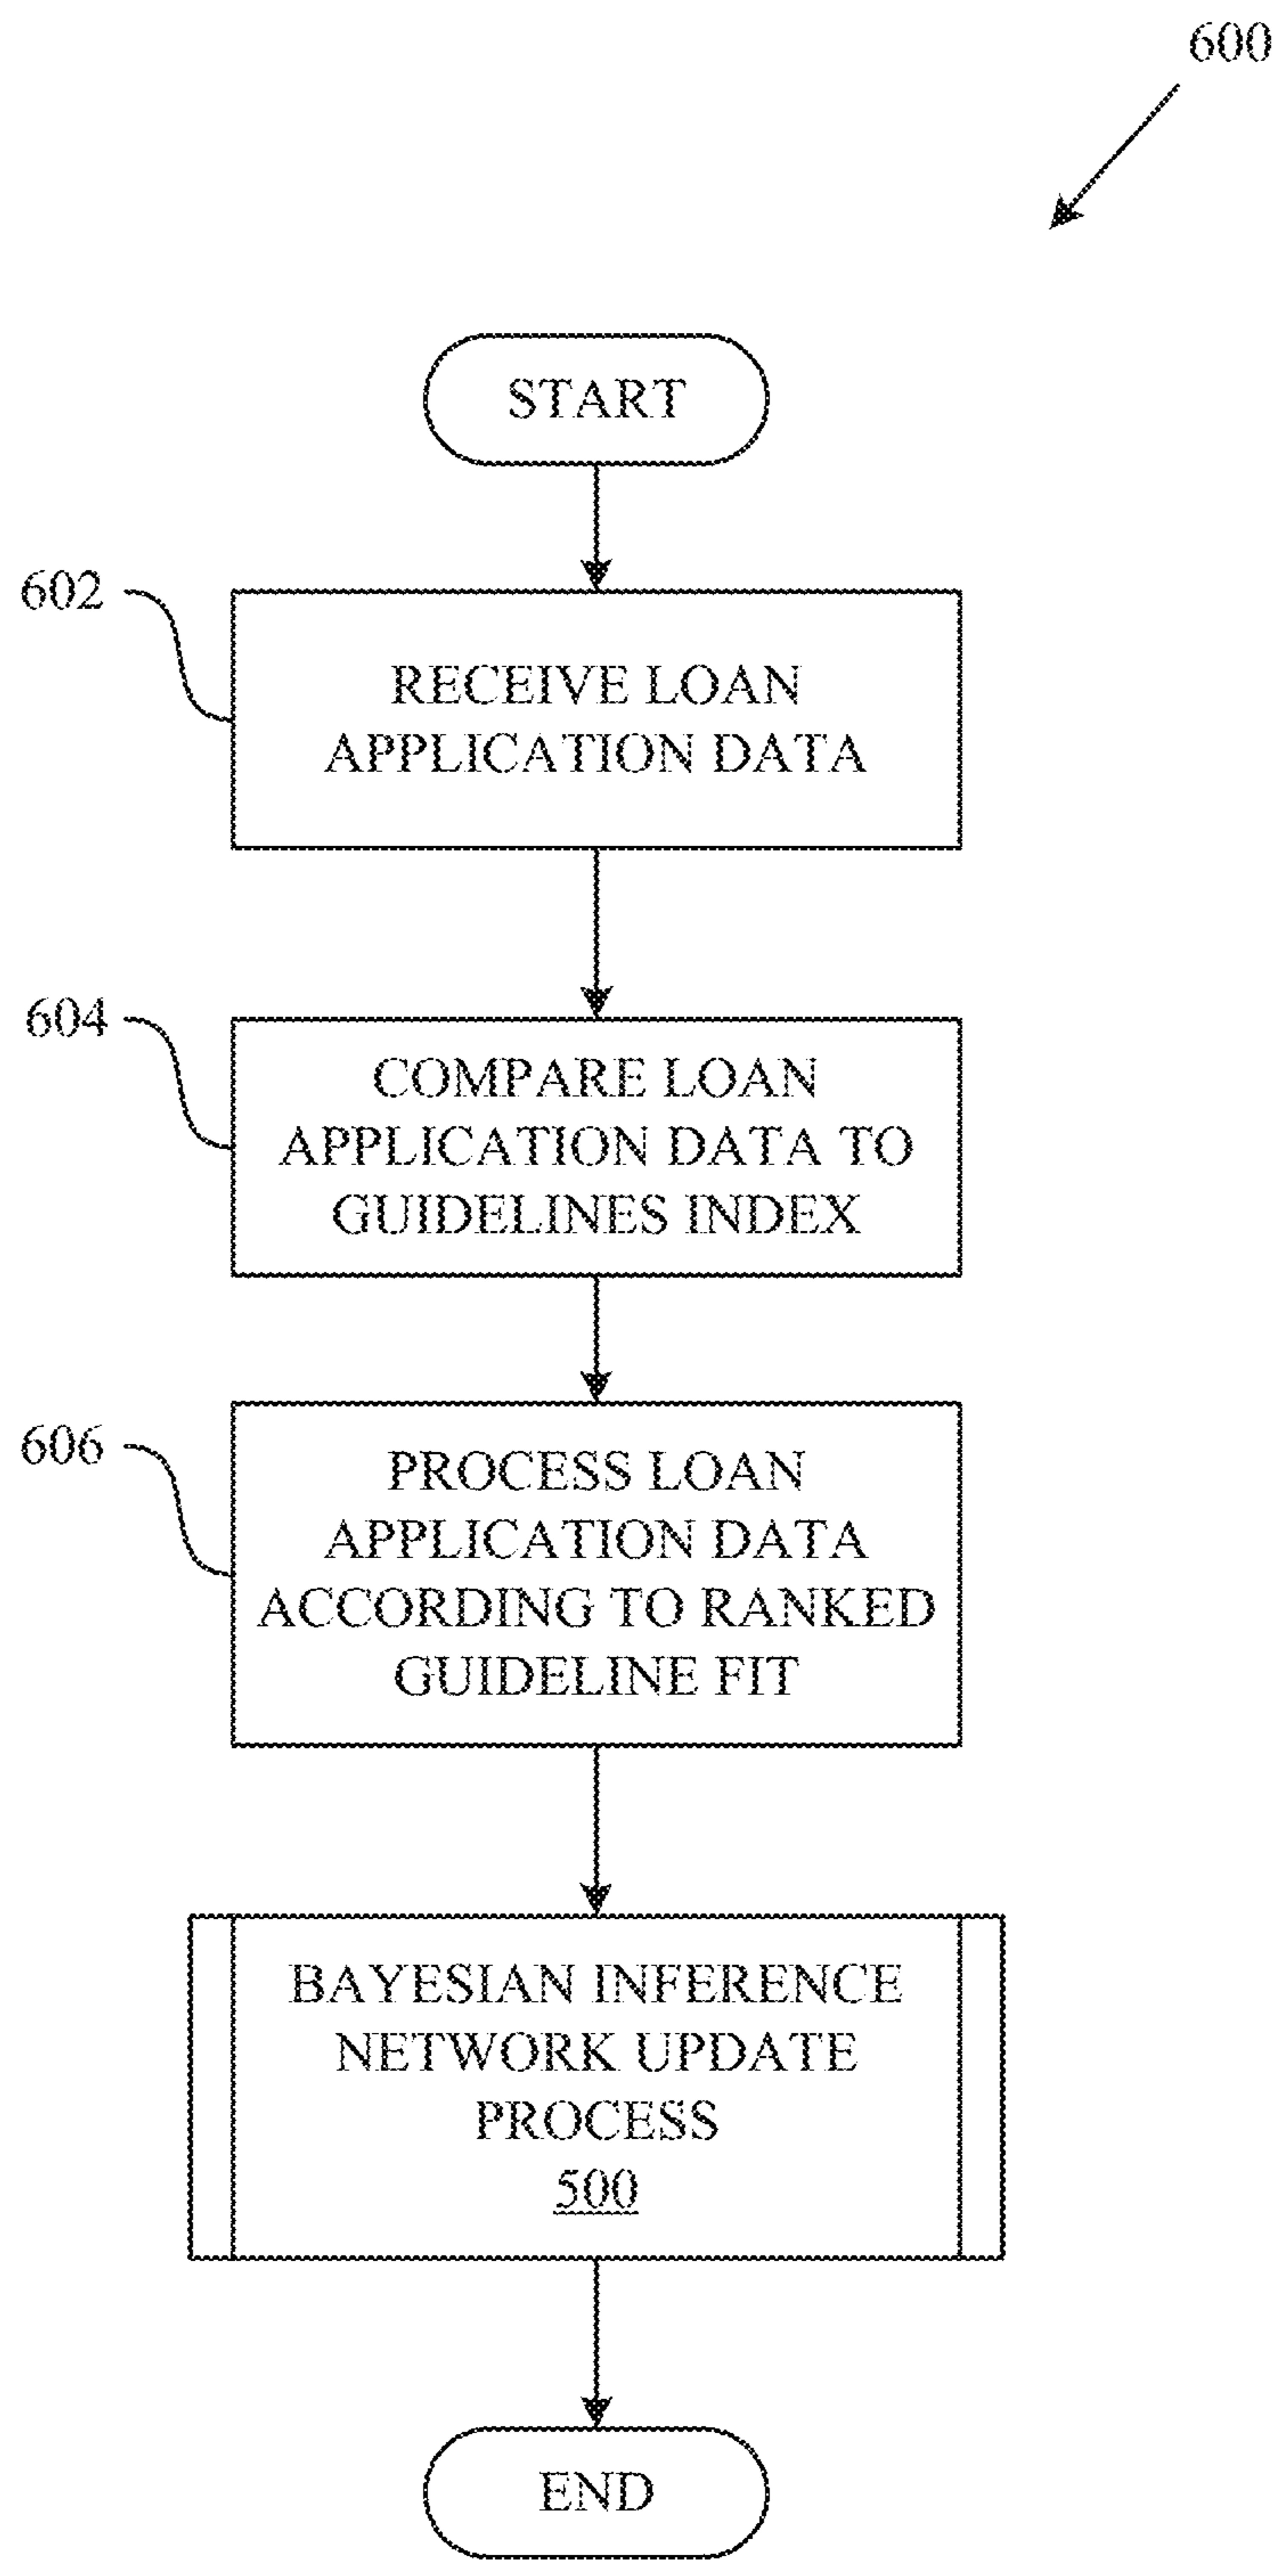 600
START
602
RECEIVE LOAN
APPLICATION DATA
604
COMPARE LOAN
APPLICATION DATA TO
GUIDELINES INDEX
606
PROCESS LOAN
APPLICATION DATA
ACCORDING TO RANKED
GUIDELINE FIT
BAYESIAN INFERENCE
NETWORK UPDATE
PROCESS
500
END